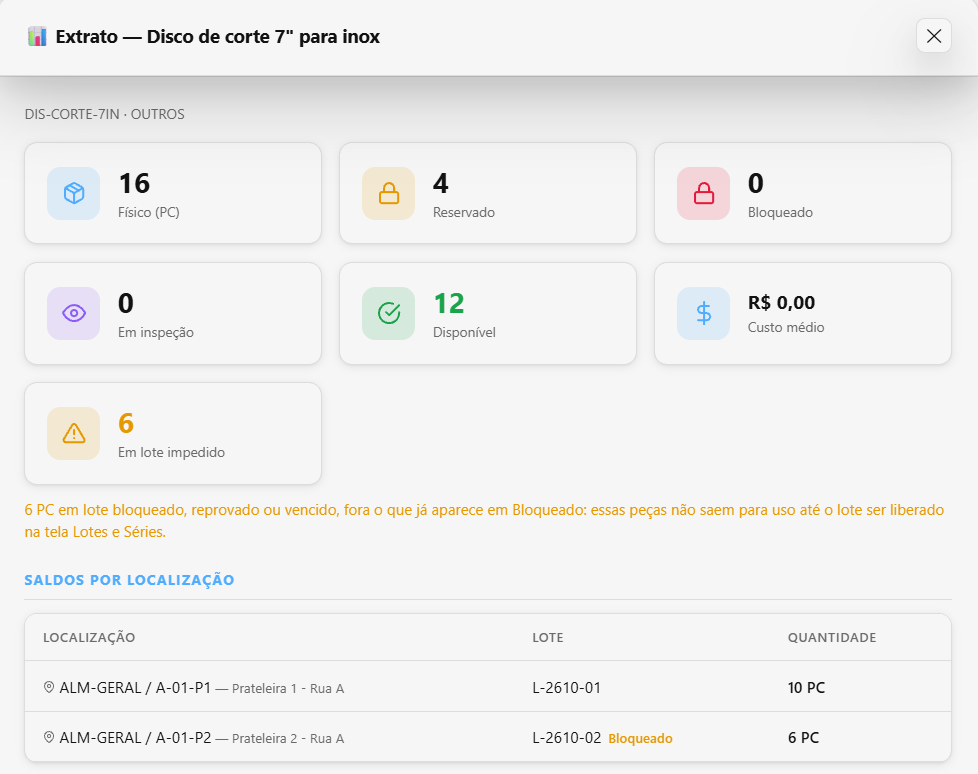 Extrato — Disco de corte 7" para inox
DIS-CORTE-7IN · OUTROS
16
Físico (PC)
4
Reservado
0
Bloqueado
0
Em inspeção
12
Disponível
R$ 0,00
Custo médio
6
Em lote impedido
6 PC em lote bloqueado, reprovado ou vencido, fora o que já aparece em Bloqueado: essas peças não saem para uso até o lote ser liberado
na tela Lotes e Séries.
SALDOS POR LOCALIZAÇÃO
LOCALIZAÇÃO LOTE QUANTIDADE
ALM-GERAL / A-01-P1 — Prateleira 1 - Rua A L-2610-01 10 PC
ALM-GERAL / A-01-P2 — Prateleira 2 - Rua A L-2610-02 Bloqueado 6 PC